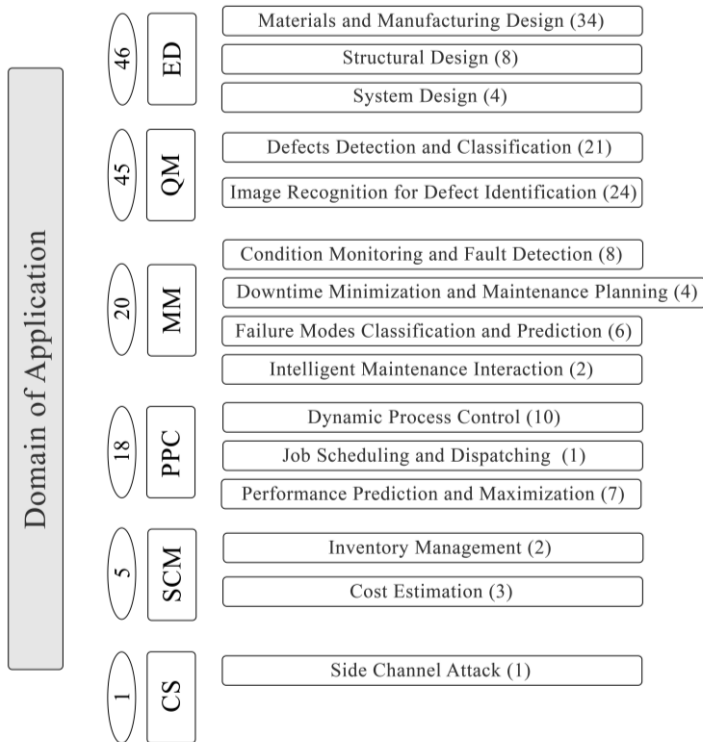 Domain of Application
46
ED
Materials and Manufacturing Design (34)
Structural Design (8)
System Design (4)
45
QM
Defects Detection and Classification (21)
Image Recognition for Defect Identification (24)
20
MM
Condition Monitoring and Fault Detection (8)
Downtime Minimization and Maintenance Planning (4)
Failure Modes Classification and Prediction (6)
Intelligent Maintenance Interaction (2)
18
PPC
Dynamic Process Control (10)
Job Scheduling and Dispatching (1)
Performance Prediction and Maximization (7)
5
SCM
Inventory Management (2)
Cost Estimation (3)
1
CS
Side Channel Attack (1)